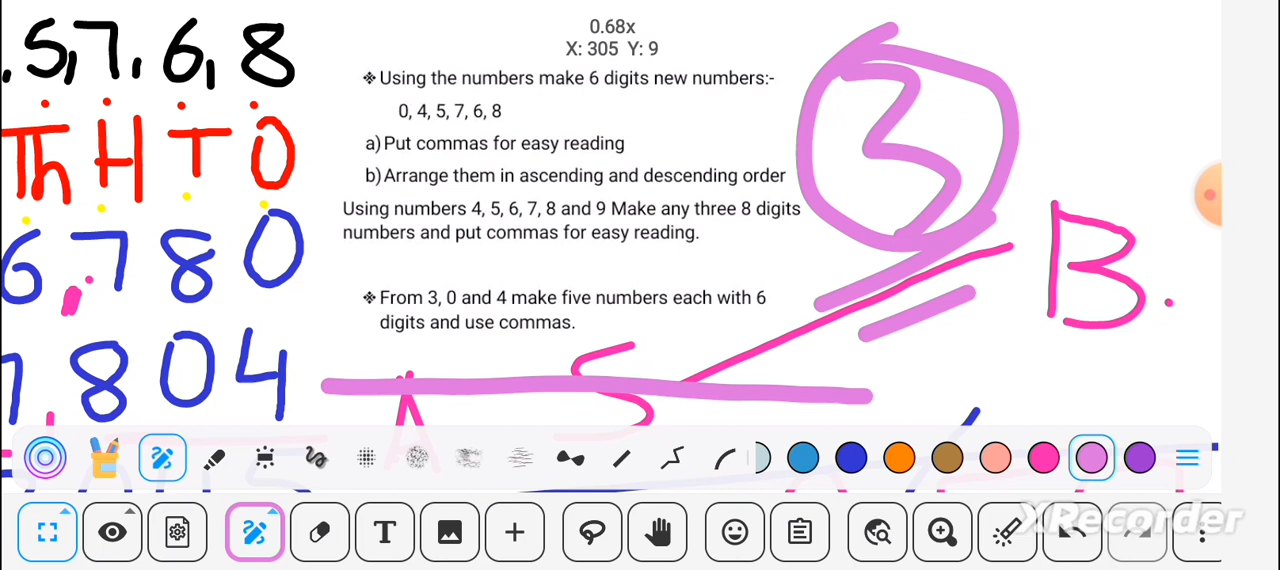 . 5, 7, 6, 8
0.68x
X: 305 Y: 9
❖ Using the numbers make 6 digits new numbers:-
0, 4, 5, 7, 6, 8
a) Put commas for easy reading
b) Arrange them in ascending and descending order
Using numbers 4, 5, 6, 7, 8 and 9 Make any three 8 digits
numbers and put commas for easy reading.
❖ From 3, 0 and 4 make five numbers each with 6
digits and use commas.
3
B.
Th H T O
6,780
,804
A S
T
XRecorder